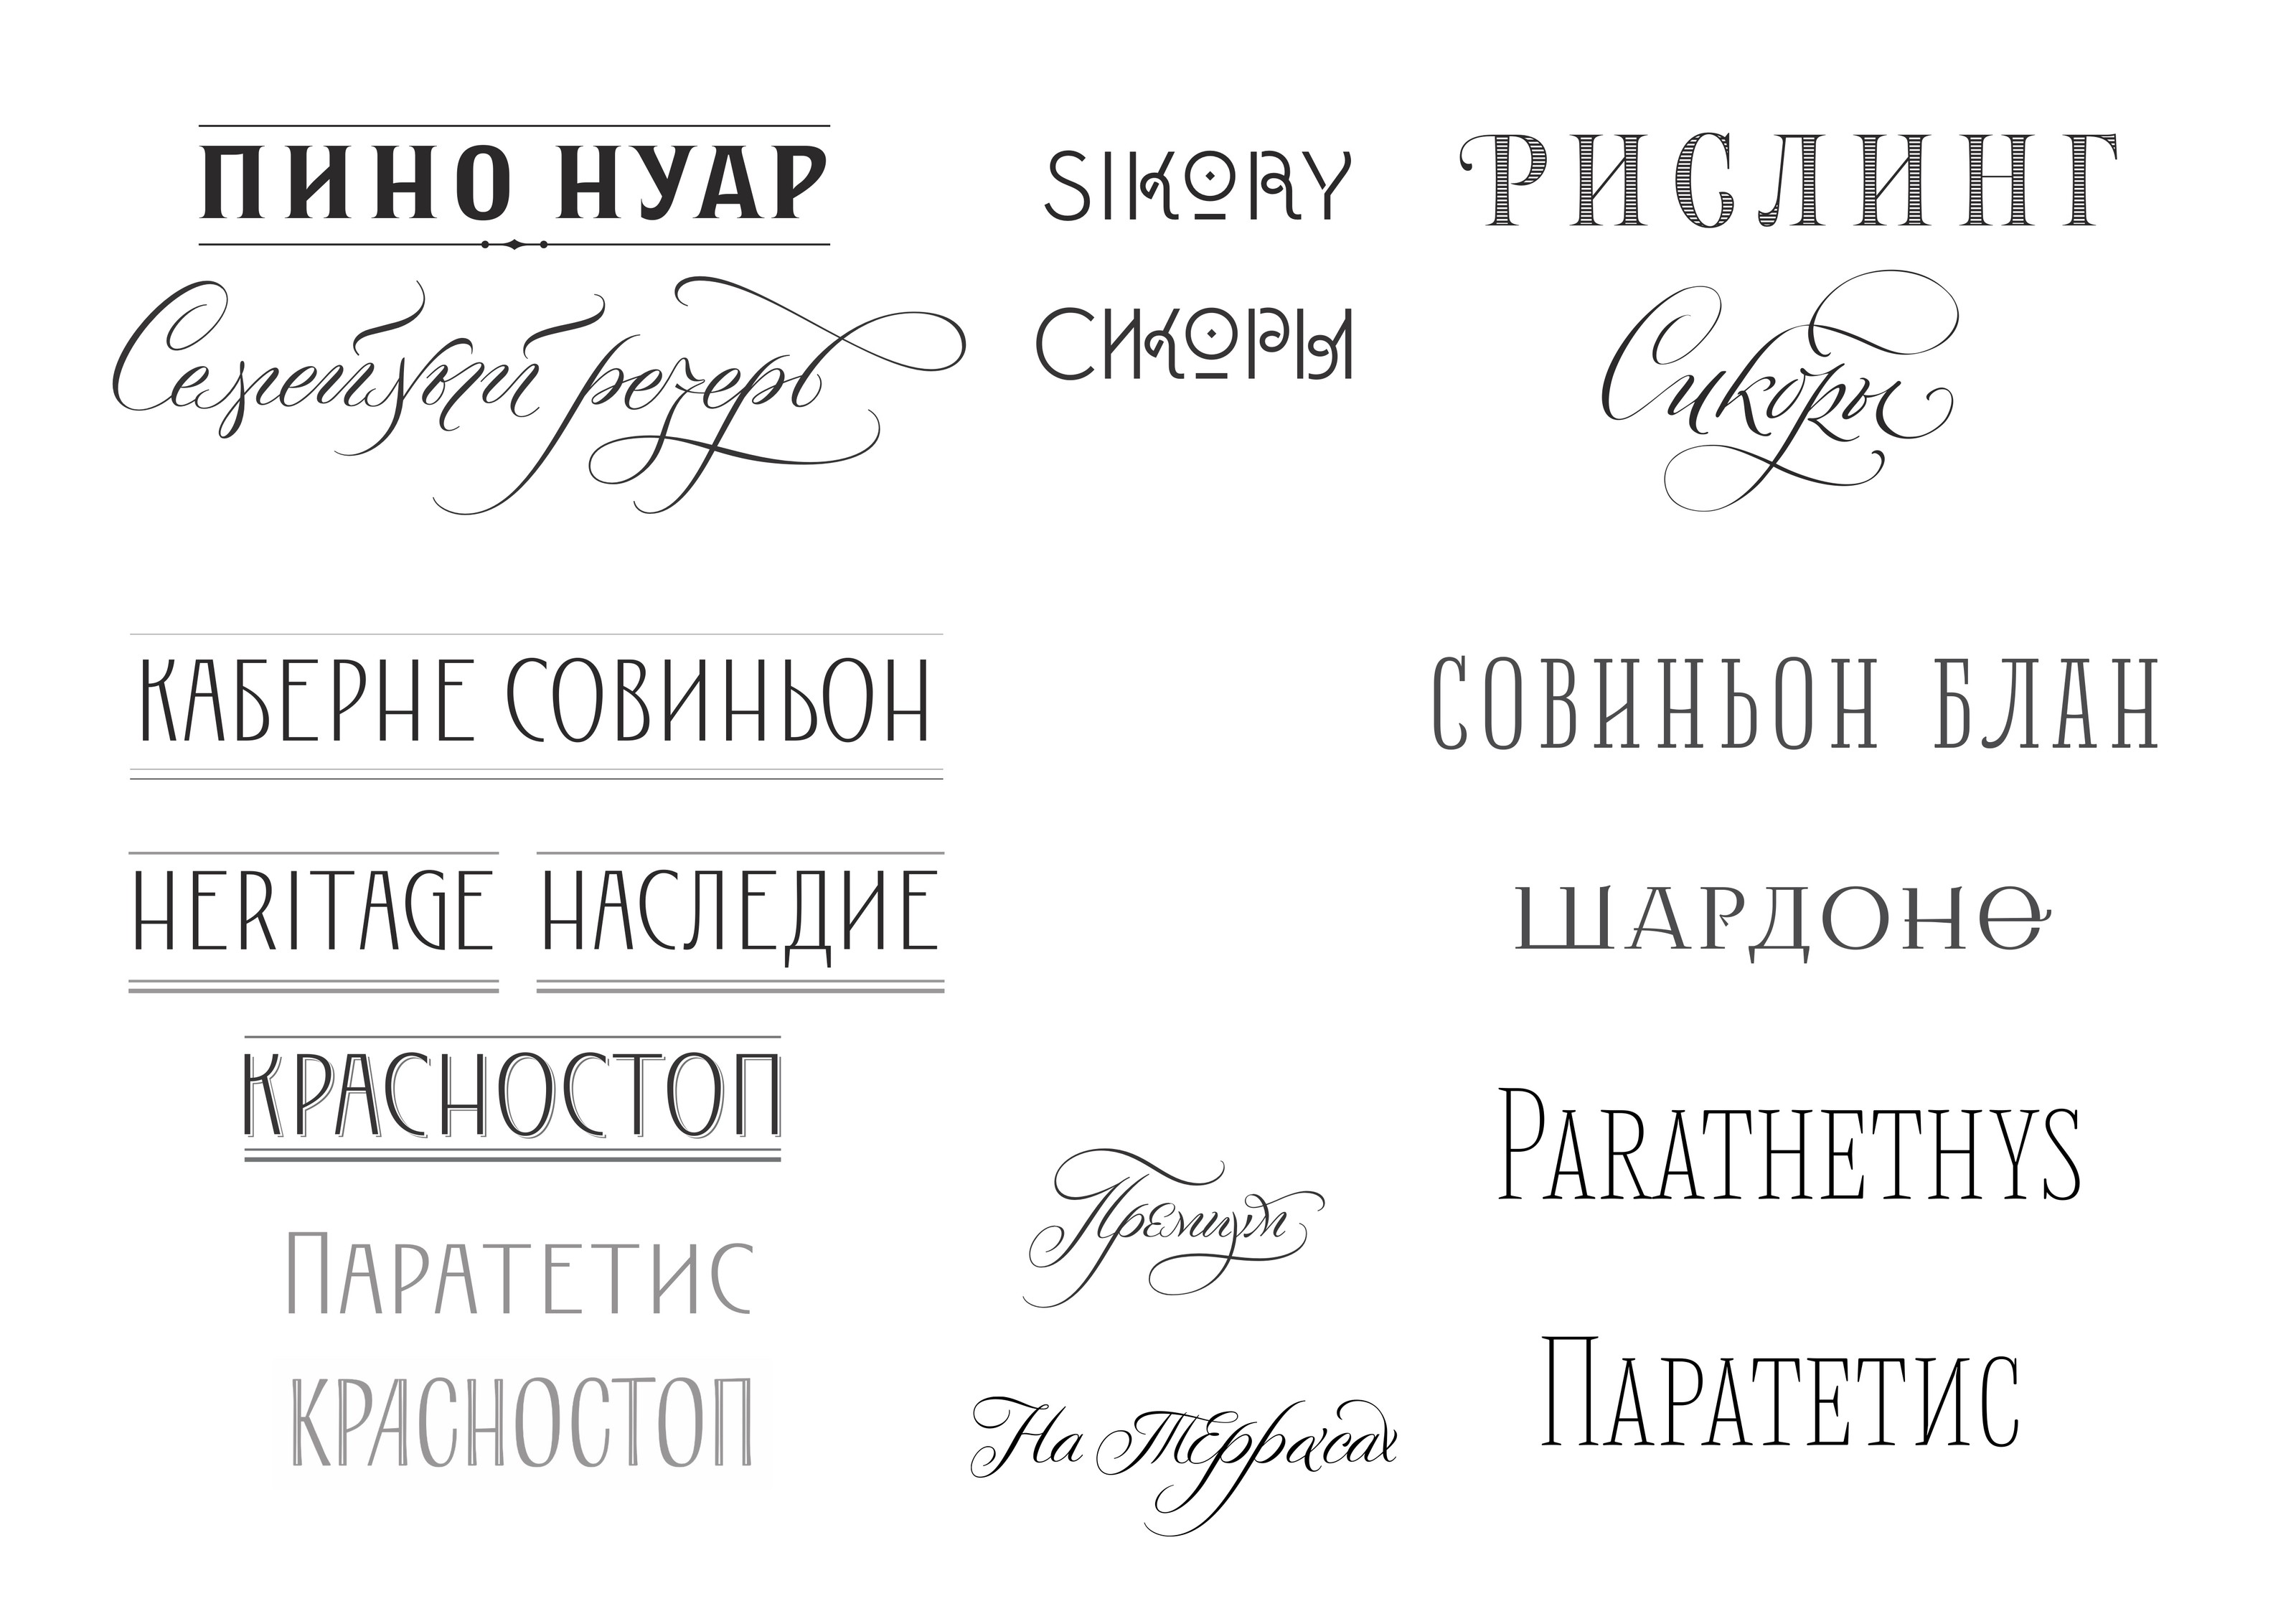 ПИНО НУАР
SIKORY
РИСЛИНГ
Семейный резерв
СИКОРЫ
Сикоры
КАБЕРНЕ СОВИНЬОН
СОВИНЬОН БЛАН
HERITAGE
НАСЛЕДИЕ
ШАРДОНе
КРАСНОСТОП
PARATHETHYS
Премиум
ПАРАТЕТИС
ПАРАТЕТИС
КРАСНОСТОП
На Террасах